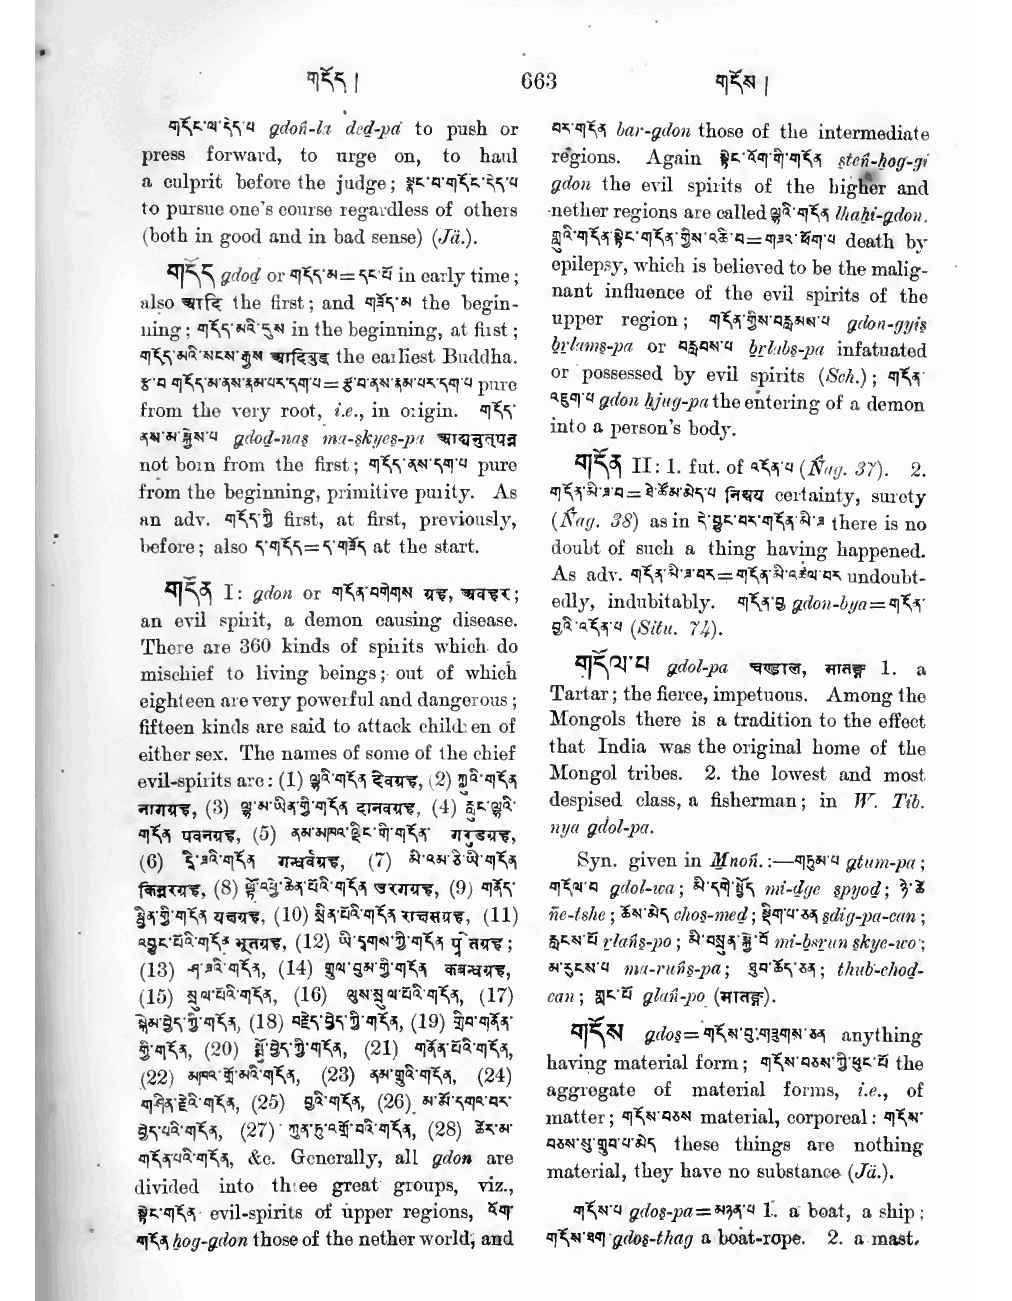 གདོད། 663 གདོས།
གདོང་ལ་དེད་པ gdoṅ-la ded-pa to push or
press forward, to urge on, to haul
a culprit before the judge; སྣང་བ་གདོང་དེད་པ
to pursue one's course regardless of others
(both in good and in bad sense) (Jä.).
གདོད gdod or གདོད་མ=དང་པོ in early time;
also आदि the first; and གཟོད་མ the begin-
ning; གདོད་མའི་དུས in the beginning, at first;
གདོད་མའི་སངས་རྒྱས आदिबुद्ध the earliest Buddha.
རྩ་བ གདོད་མ་ནས་རྣམ་པར་དག་པ=རྩ་བ་ནས་རྣམ་པར་དག་པ pure
from the very root, i.e., in origin. གདོད་
ནས་མ་སྐྱེས་པ gdod-nas ma-skyes-pa आद्यनुत्पन्न
not born from the first; གདོད་ནས་དག་པ pure
from the beginning, primitive purity. As
an adv. གདོད་ཀྱི first, at first, previously,
before; also ད་གདོད=ད་གཟོད at the start.
གདོན I: gdon or གདོན་བགེགས ग्रह, अवहार;
an evil spirit, a demon causing disease.
There are 360 kinds of spirits which do
mischief to living beings; out of which
eighteen are very powerful and dangerous;
fifteen kinds are said to attack children of
either sex. The names of some of the chief
evil-spirits are: (1) ལྷའི་གདོན देवग्रह, (2) ཀླུའི་གདོན
नागग्रह, (3) ལྷ་མ་ཡིན་གྱི་གདོན दानवग्रह, (4) རླུང་ལྷའི་
གདོན पवनग्रह, (5) ནམ་མཁའ་ལྡིང་གི་གདོན་ गरुडग्रह,
(6) དྲི་ཟའི་གདོན गन्धर्वग्रह, (7) མི་འམ་ཅི་ཡི་གདོན
किन्नरग्रह, (8) ལྟོ་འཕྱེ་ཆེན་པོའི་གདོན उरगग्रह, (9) གནོད་
སྦྱིན་གྱི་གདོན यक्षग्रह, (10) སྲིན་པོའི་གདོན राक्षसग्रह, (11)
འབྱུང་པོའི་གདོན भूतग्रह, (12) ཡི་དྭགས་ཀྱི་གདོན प्रेतग्रह;
(13) ཤ་ཟའི་གདོན, (14) གྲུལ་བུམ་གྱི་གདོན कबन्धग्रह,
(15) སྲུལ་པོའི་གདོན, (16) ལུས་སྲུལ་པོའི་གདོན, (17)
སྐེམ་བྱེད་ཀྱི་གདོན, (18) བརྗེད་བྱེད་ཀྱི་གདོན, (19) གྲིབ་གནོན་
གྱི་གདོན, (20) སྨྱོ་བྱེད་ཀྱི་གདོན, (21) གནོན་པོའི་གདོན,
(22) མཁའ་གྲོ་མའི་གདོན, (23) ནམ་གྲུའི་གདོན, (24)
གཤིན་རྗེའི་གདོན, (25) བྱའི་གདོན, (26) མ་མོ་དགའ་བར་
བྱེད་པའི་གདོན, (27) ཀུན་ཏུ་འགྲོ་བའི་གདོན, (28) ཆོར་མ་
གདོན་པའི་གདོན, &c. Generally, all gdon are
divided into three great groups, viz.,
སྟེང་གདོན་ evil-spirits of upper regions, འོག་
གདོན ḥog-gdon those of the nether world, and
བར་གདོན bar-gdon those of the intermediate
regions. Again སྟེང་འོག་གི་གདོན steṅ-ḥog-gi
gdon the evil spirits of the higher and
nether regions are called ལྷའི་གདོན lhaḥi-gdon.
ཀླུའི་གདོན་སྟེང་གདོན་གྱིས་འཆི་བ=གཟའ་ཕོག་པ death by
epilepsy, which is believed to be the malig-
nant influence of the evil spirits of the
upper region; གདོན་གྱིས་བརླམས་པ gdon-gyis
brlams-pa or བརླབས་པ brlabs-pa infatuated
or possessed by evil spirits (Sch.); གདོན་
འཇུག་པ gdon ḥjug-pa the entering of a demon
into a person's body.
གདོན II: 1. fut. of འདོན་པ (Ṅag. 37). 2.
གདོན་མི་ཟ་བ=ཐེ་ཚོམ་མེད་པ निश्चय certainty, surety
(Ṅag. 38) as in དེ་བྱུང་བར་གདོན་མི་ཟ there is no
doubt of such a thing having happened.
As adv. གདོན་མི་ཟ་བར=གདོན་མི་འཚལ་བར undoubt-
edly, indubitably. གདོན་བྱ gdon-bya=གདོན་
བྱའི་འདོན་པ (Situ. 74).
གདོལ་པ gdol-pa चण्डाल, मातङ्ग 1. a
Tartar; the fierce, impetuous. Among the
Mongols there is a tradition to the effect
that India was the original home of the
Mongol tribes. 2. the lowest and most
despised class, a fisherman; in W. Tib.
nya gdol-pa.
Syn. given in Mṅon.:—གཏུམ་པ gtum-pa;
གདོལ་བ gdol-wa; མི་དགེ་སྤྱོད mi-dge spyod; ཉེ་ཚེ
ñe-tshe; ཆོས་མེད chos-med; སྡིག་པ་ཅན sdig-pa-can;
རླངས་པོ rlaṅs-po; མི་བསྲུན་སྐྱེ་བོ mi-bsrun skye-wo;
མ་རུངས་པ ma-ruṅs-pa; ཐུབ་ཆོད་ཅན; thub-chod-
can; གླང་པོ glaṅ-po (मातङ्ग).
གདོས gdos=གདོས་བུ་གཟུགས་ཅན anything
having material form; གདོས་བཅས་ཀྱི་ཕུང་པོ the
aggregate of material forms, i.e., of
matter; གདོས་བཅས material, corporeal: གདོས་
བཅས་སུ་གྲུབ་པ་མེད these things are nothing
material, they have no substance (Jä.).
གདོས་པ gdos-pa=མཉན་པ 1. a boat, a ship;
གདོས་ཐག gdos-thag a boat-rope. 2. a mast.